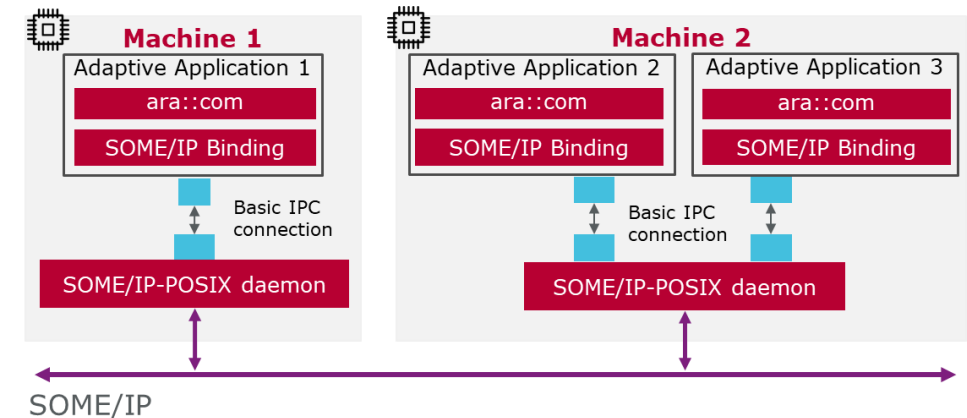 Machine 1
Adaptive Application 1
ara::com
SOME/IP Binding
Basic IPC
connection
SOME/IP-POSIX daemon
Machine 2
Adaptive Application 2
ara::com
SOME/IP Binding
Adaptive Application 3
ara::com
SOME/IP Binding
Basic IPC
connection
SOME/IP-POSIX daemon
SOME/IP